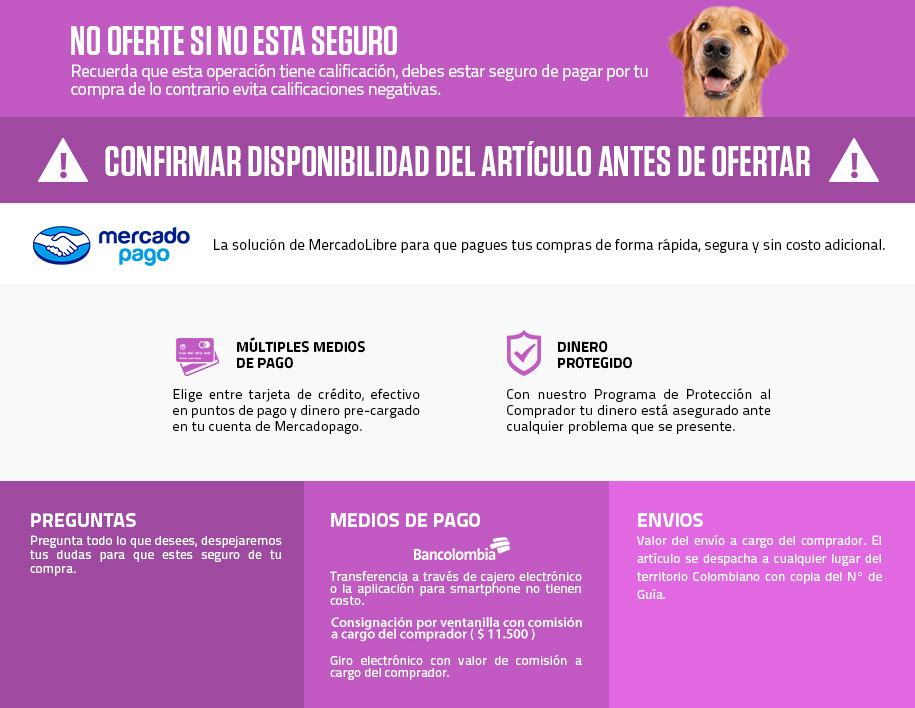 NO OFERTE SI NO ESTA SEGURO
Recuerda que esta operación tiene calificación, debes estar seguro de pagar por tu
compra de lo contrario evita calificaciones negativas.
CONFIRMAR DISPONIBILIDAD DEL ARTÍCULO ANTES DE OFERTAR
mercado
pago
La solución de MercadoLibre para que pagues tus compras de forma rápida, segura y sin costo adicional.
MÚLTIPLES MEDIOS
DE PAGO
Elige entre tarjeta de crédito, efectivo
en puntos de pago y dinero pre-cargado
en tu cuenta de Mercadopago.
DINERO
PROTEGIDO
Con nuestro Programa de Protección al
Comprador tu dinero está asegurado ante
cualquier problema que se presente.
PREGUNTAS
Pregunta todo lo que desees, despejaremos
tus dudas para que estes seguro de tu
compra.
MEDIOS DE PAGO
Bancolombia
Transferencia a través de cajero electrónico
o la aplicación para smartphone no tienen
costo.
Consignación por ventanilla con comisión
a cargo del comprador ( $ 11.500 )
Giro electrónico con valor de comisión a
cargo del comprador.
ENVIOS
Valor del envío a cargo del comprador. El
artículo se despacha a cualquier lugar del
territorio Colombiano con copia del N° de
Guía.